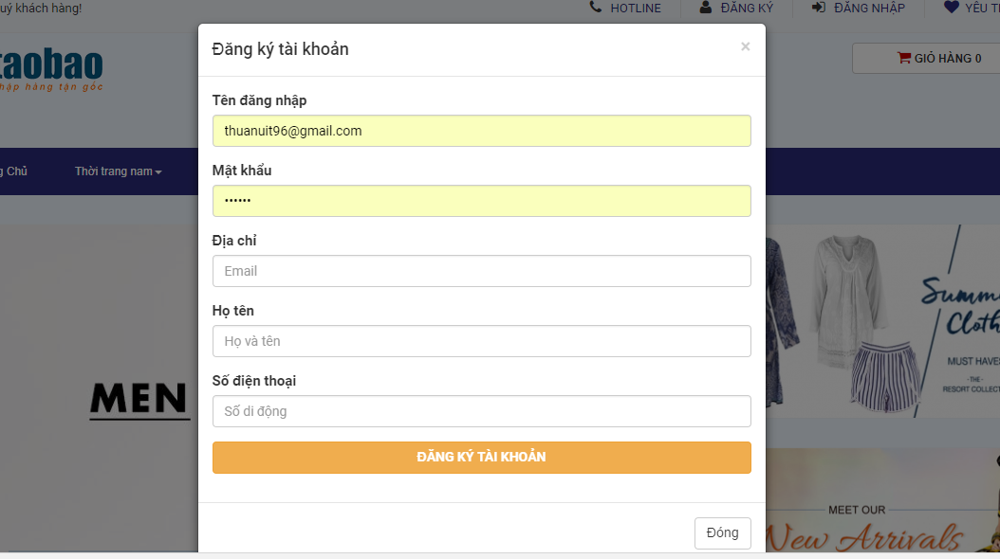 uý khách hàng!
HOTLINE
ĐĂNG KÝ
ĐĂNG NHẬP
YÊU
taobao
hập hàng tận gốc
GIỎ HÀNG 0
g Chủ
Thời trang nam
Đăng ký tài khoản
×
Tên đăng nhập
thuanuit96@gmail.com
Mật khẩu
••••••
Địa chỉ
Email
Họ tên
Họ và tên
Số điện thoại
Số di động
ĐĂNG KÝ TÀI KHOẢN
Đóng
MEN
Summe
Cloth
MUST HAVES
- THE -
RESORT COLLECT
MEET OUR
New Arrivals